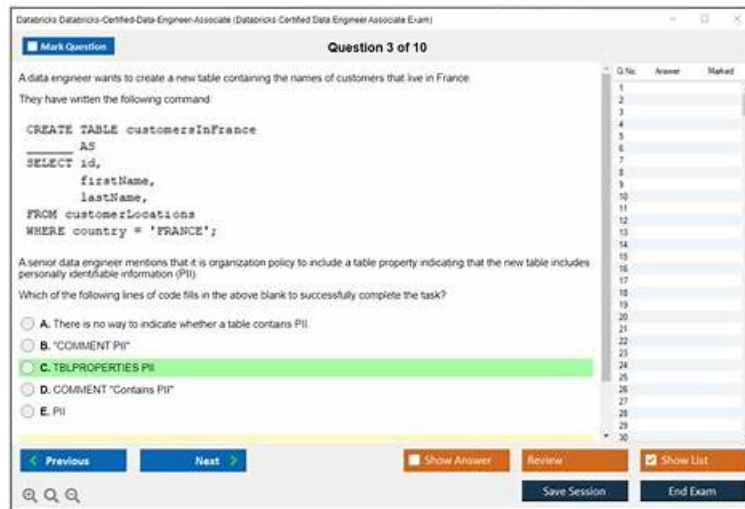 Databricks Databricks-Certified-Data-Engineer-Associate (Databricks Certified Data Engineer Associate Exam)
Mark Question
Question 3 of 10
A data engineer wants to create a new table containing the names of customers that live in France.
They have written the following command:
CREATE TABLE customersInFrance
______ AS
SELECT id,
firstName,
lastName,
FROM customerLocations
WHERE country = 'FRANCE';
A senior data engineer mentions that it is organization policy to include a table property indicating that the new table includes
personally identifiable information (PII).
Which of the following lines of code fills in the above blank to successfully complete the task?
A. There is no way to indicate whether a table contains PII.
B. "COMMENT PII"
C. TBLPROPERTIES PII
D. COMMENT "Contains PII"
E. PII
Q No. Answer Marked
1
2
3
4
5
6
7
8
9
10
11
12
13
14
15
16
17
18
19
20
21
22
23
24
25
26
27
28
29
30
Previous
Next
Show Answer
Review
Show List
Save Session
End Exam